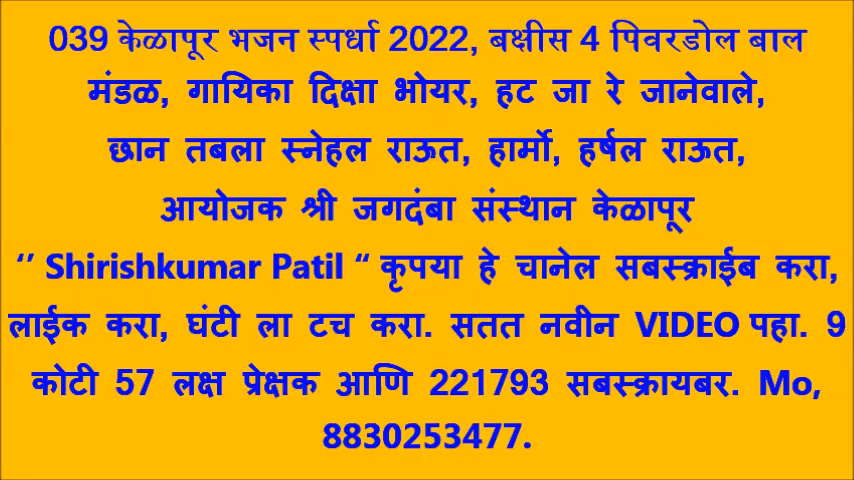 039 केळापूर भजन स्पर्धा 2022, बक्षीस 4 पिवरडोल बाल
मंडळ, गायिका दिक्षा भोयर, हट जा रे जानेवाले,
छान तबला स्नेहल राऊत, हार्मो, हर्षल राऊत,
आयोजक श्री जगदंबा संस्थान केळापूर
‘’ Shirishkumar Patil “ कृपया हे चानेल सबस्क्राईब करा,
लाईक करा, घंटी ला टच करा. सतत नवीन VIDEO पहा. 9
कोटी 57 लक्ष प्रेक्षक आणि 221793 सबस्क्रायबर. Mo,
8830253477.